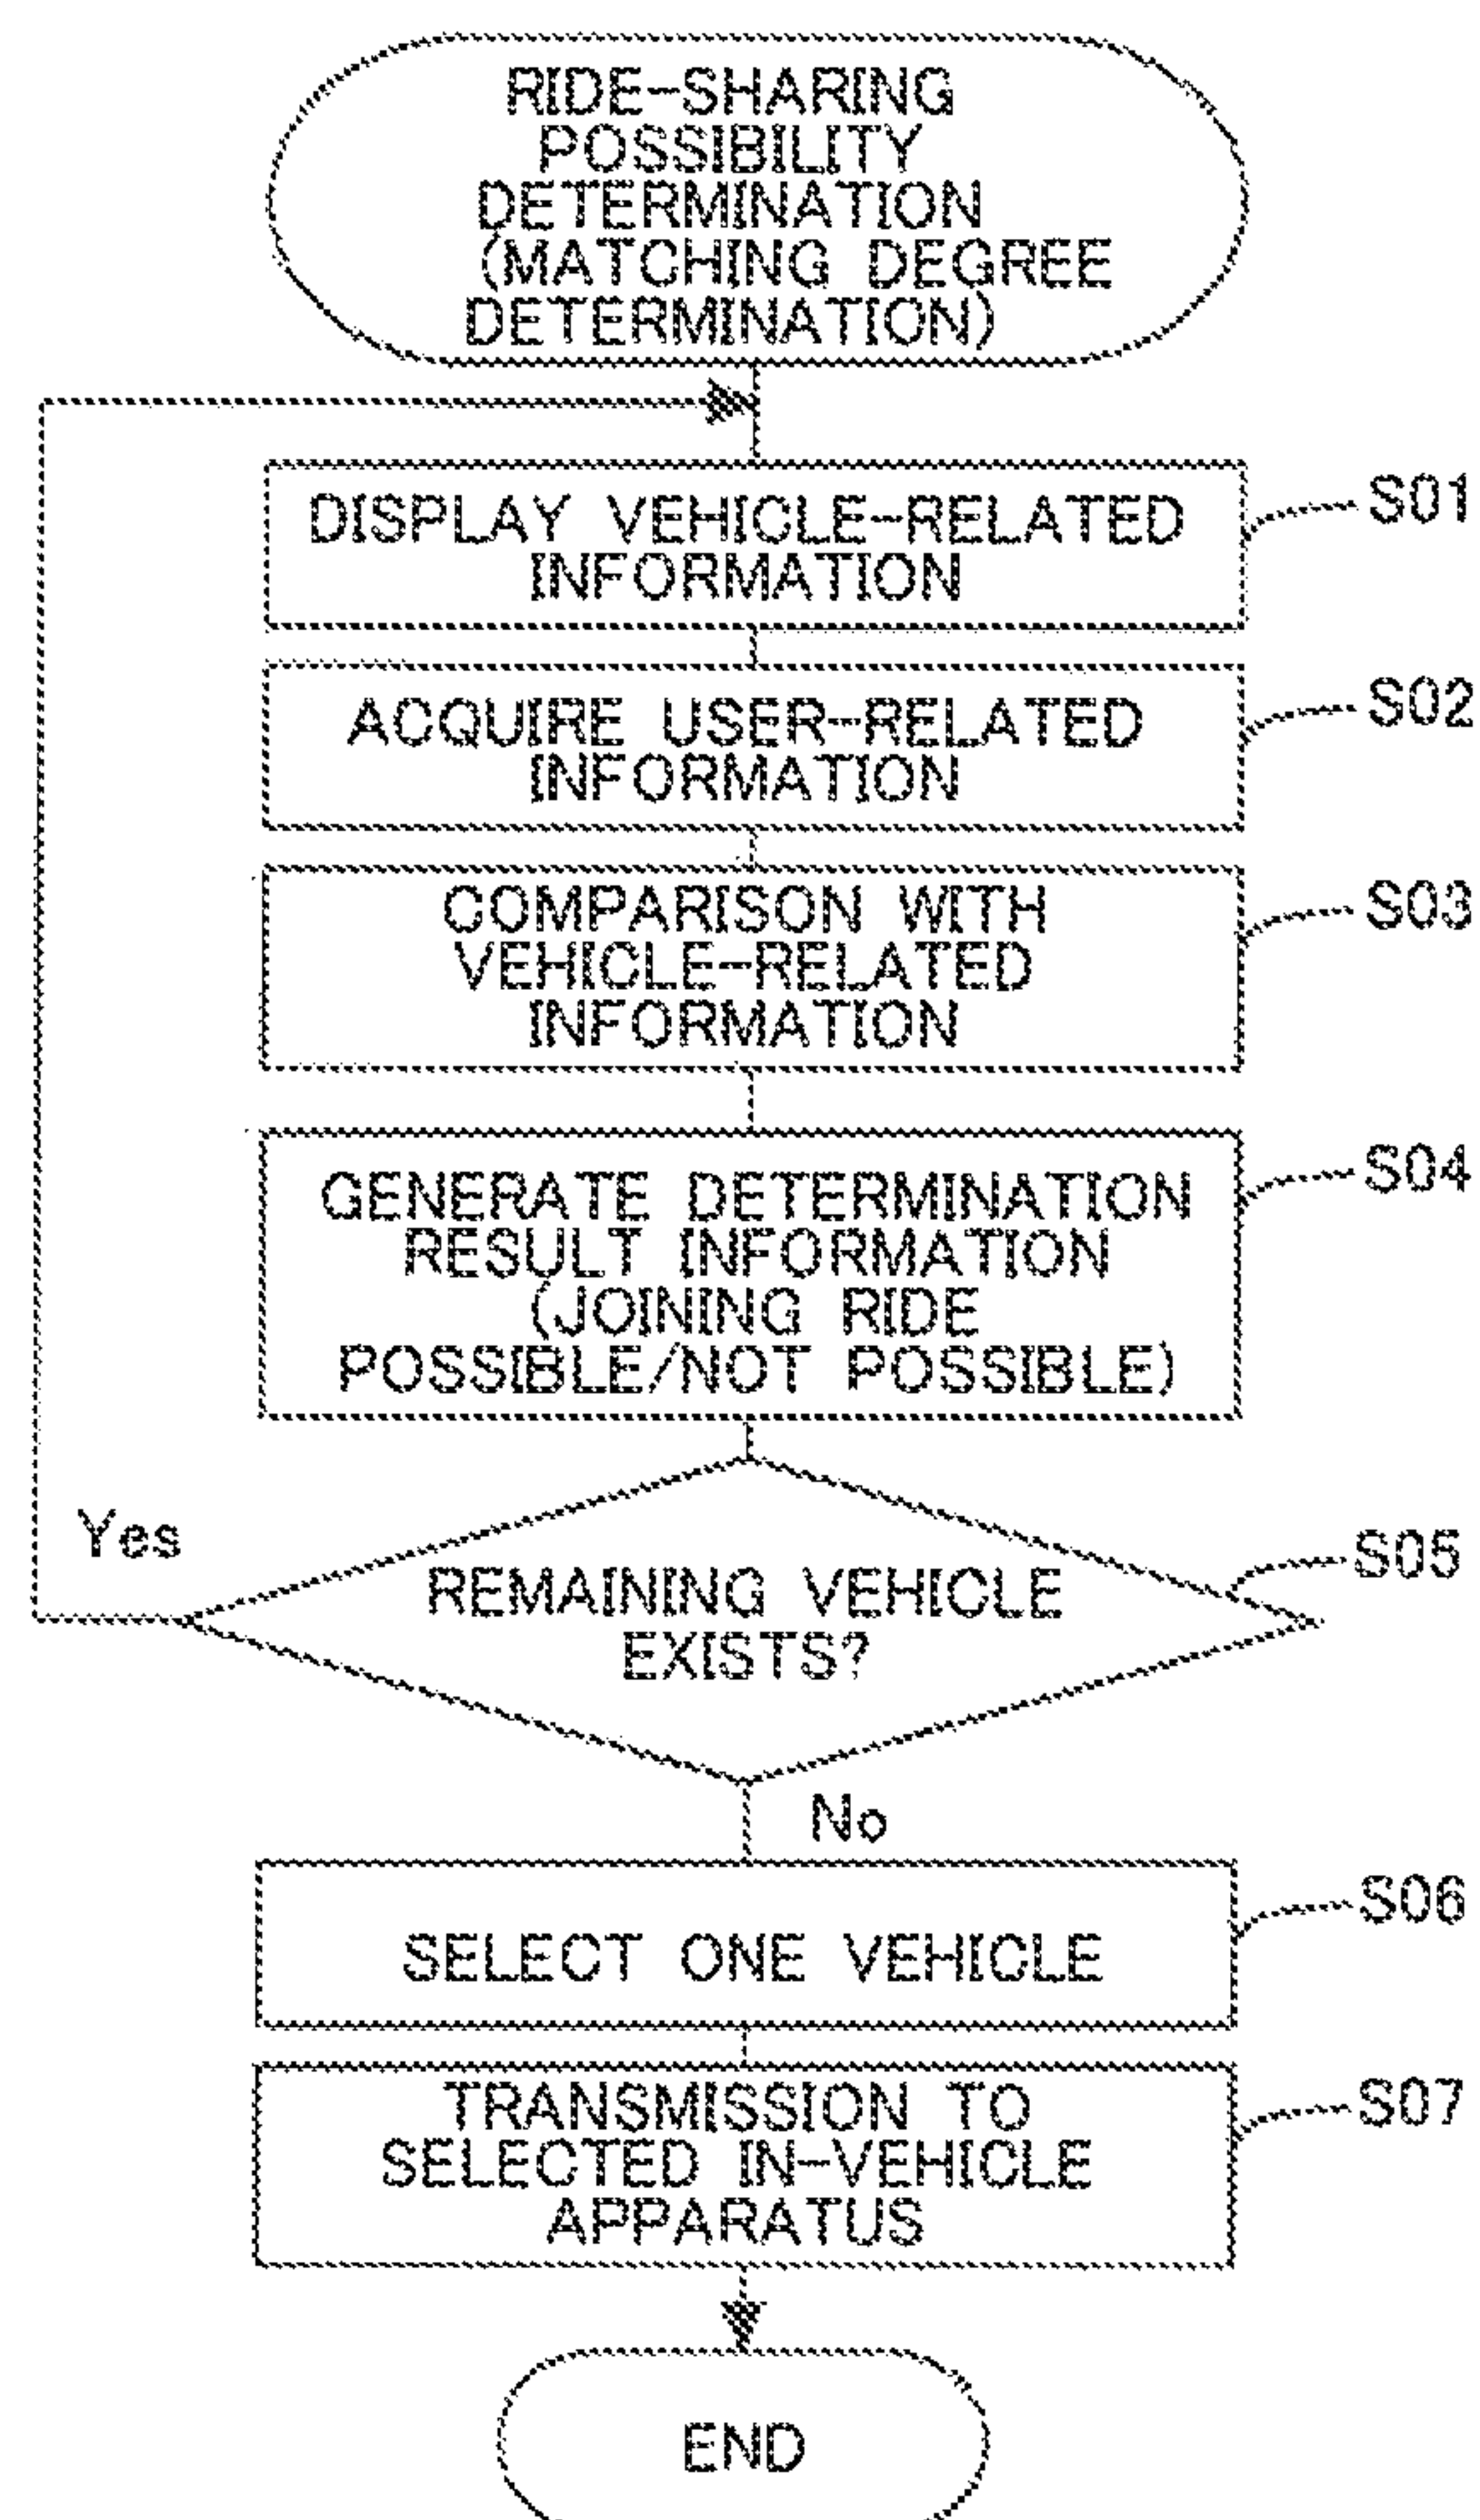 RIDE-SHARING
POSSIBILITY
DETERMINATION
(MATCHING DEGREE
DETERMINATION)
DISPLAY VEHICLE-RELATED
INFORMATION
S01
ACQUIRE USER-RELATED
INFORMATION
S02
COMPARISON WITH
VEHICLE-RELATED
INFORMATION
S03
GENERATE DETERMINATION
RESULT INFORMATION
(JOINING RIDE
POSSIBLE/NOT POSSIBLE)
S04
Yes
REMAINING VEHICLE
EXISTS?
S05
No
SELECT ONE VEHICLE
S06
TRANSMISSION TO
SELECTED IN-VEHICLE
APPARATUS
S07
END